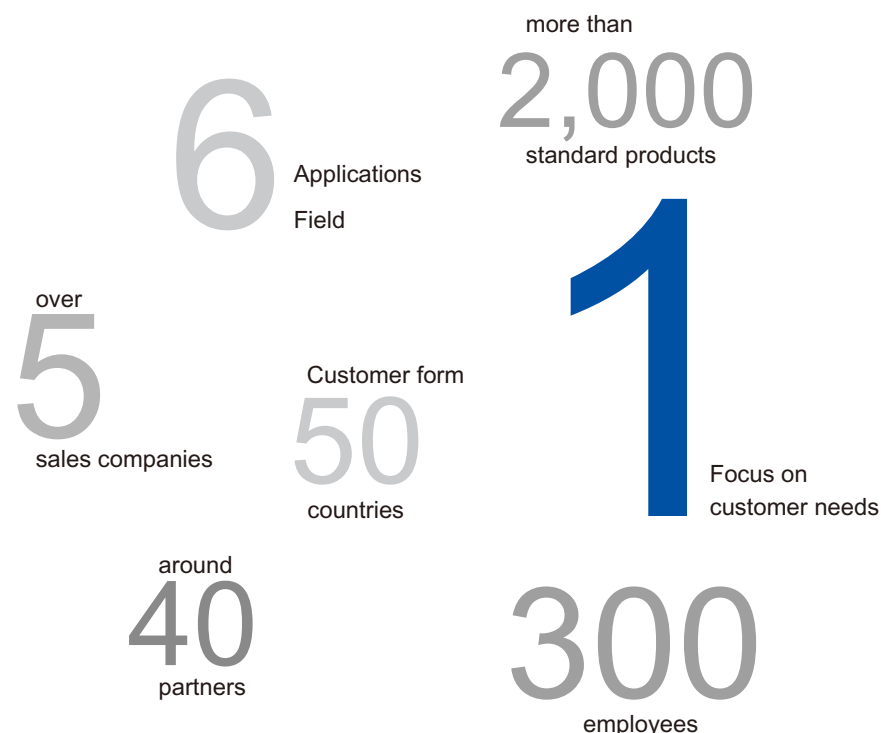 more than
2,000
standard products
6
Applications
Field
1
Focus on
customer needs
over
5
sales companies
Customer form
50
countries
around
40
partners
300
employees